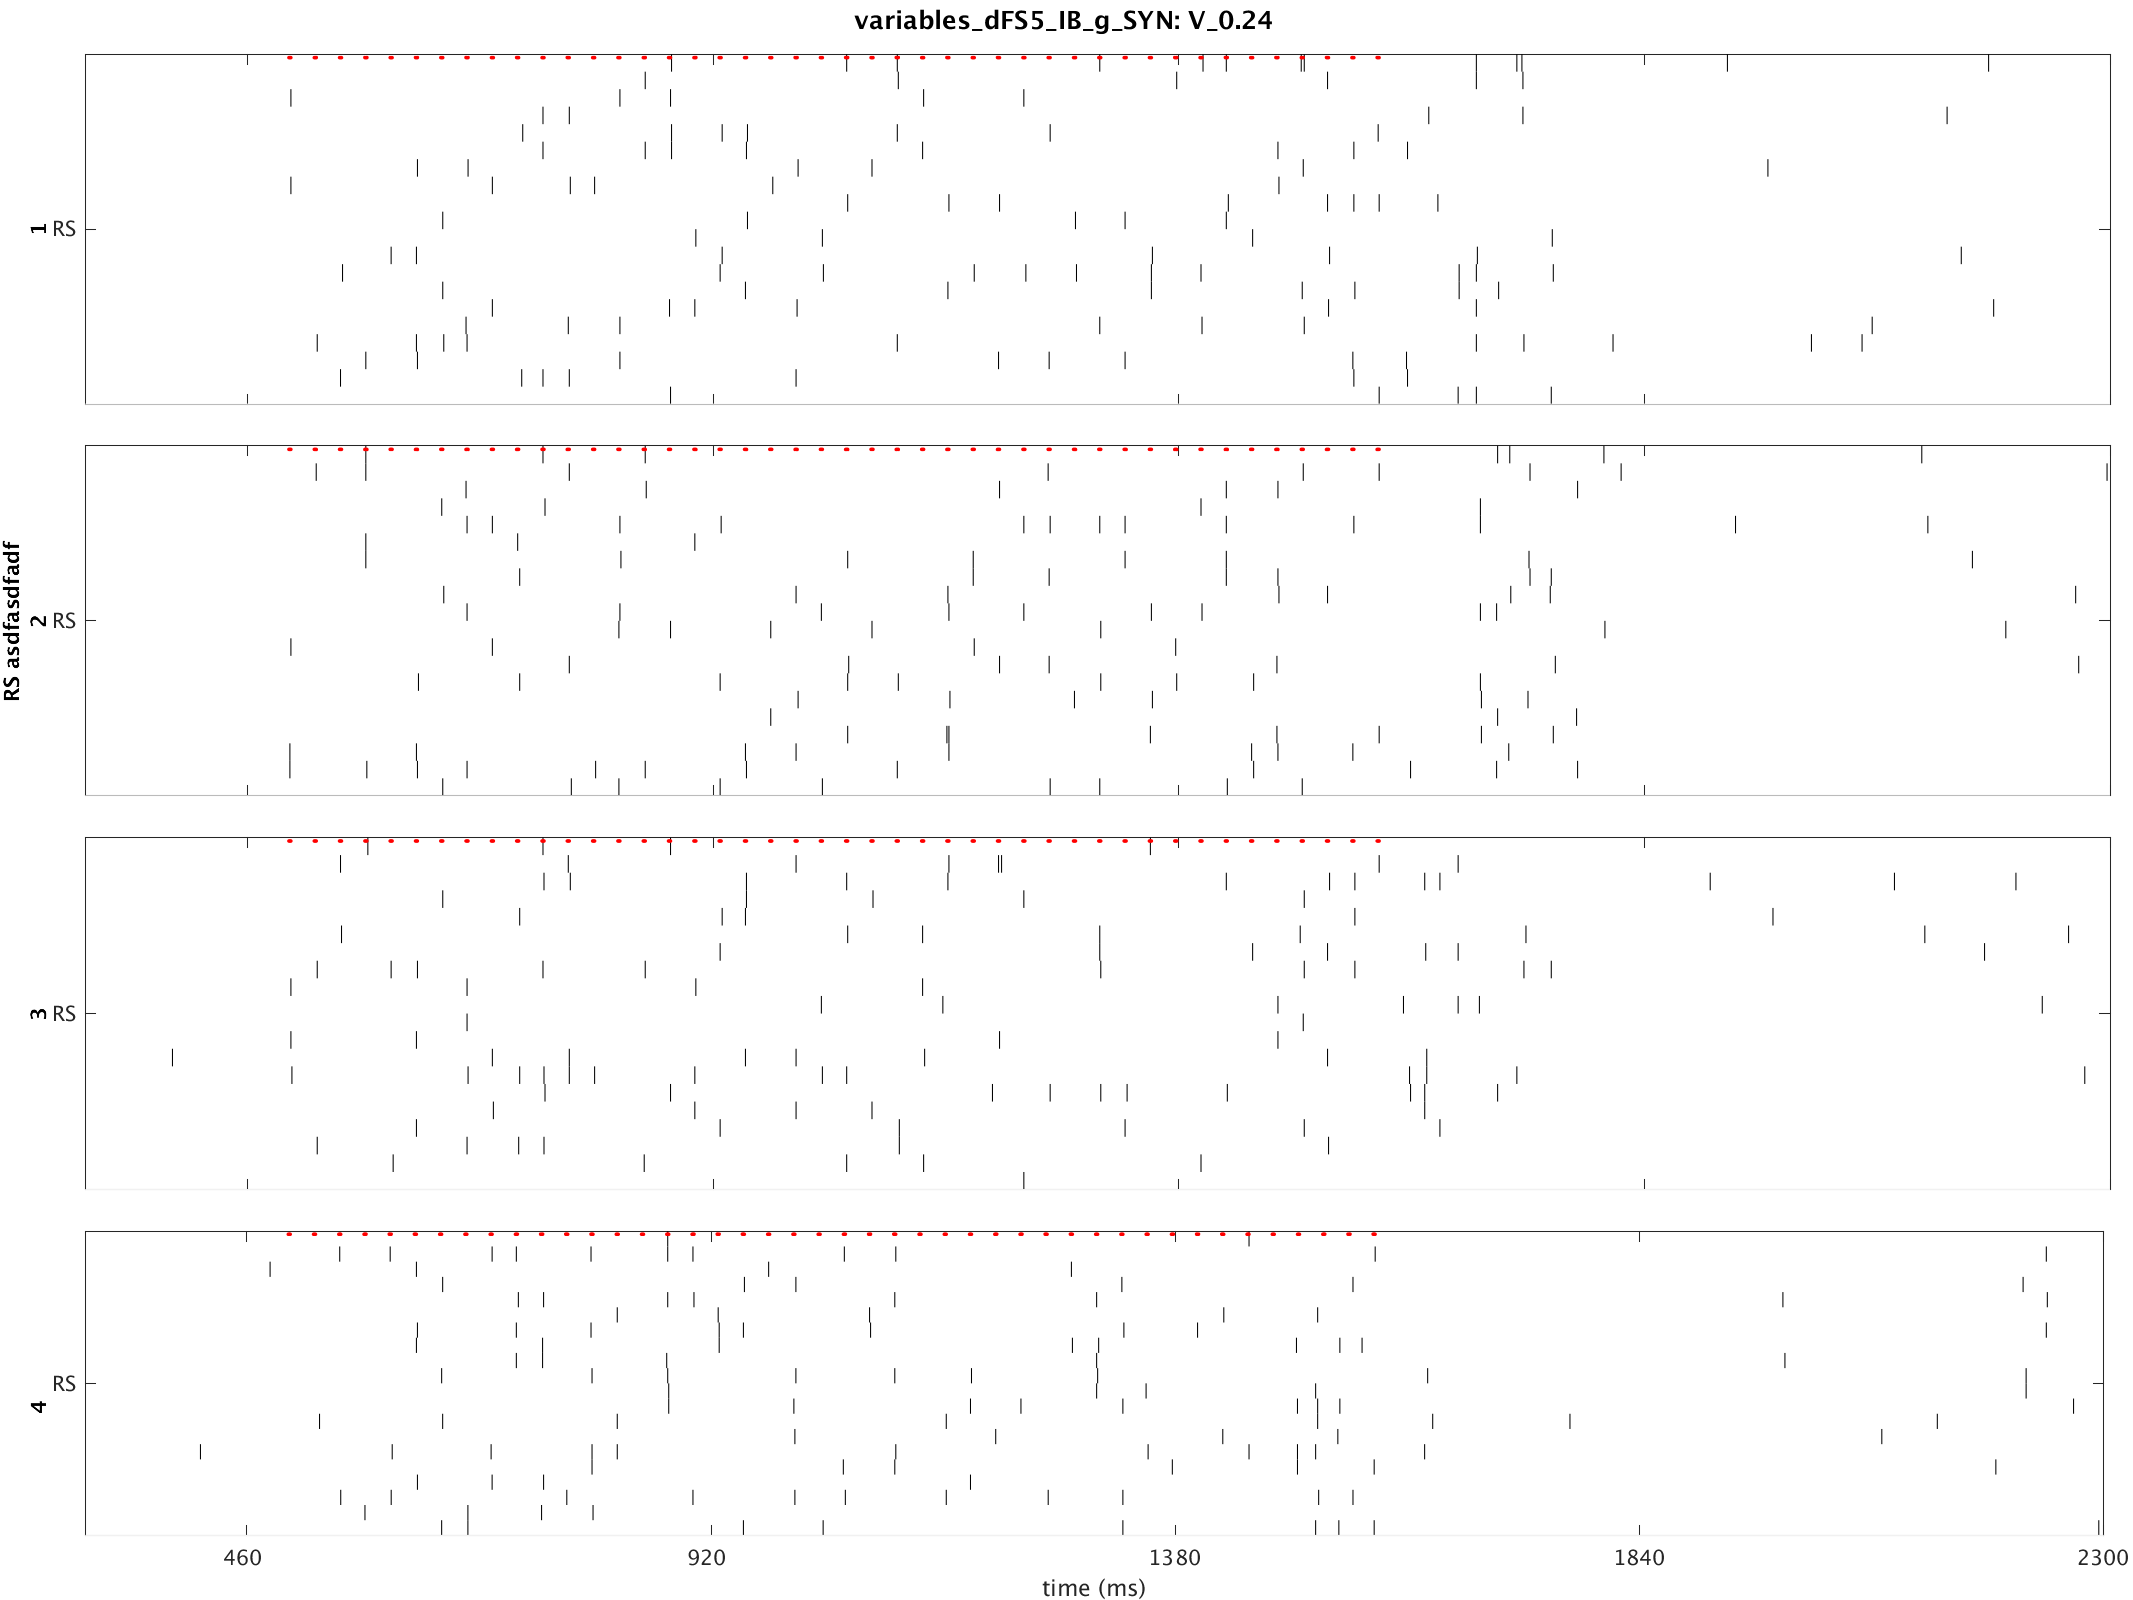 variables_dFS5_IB_g_SYN: V_0.24
1 RS
RS asdfasdfadf
2 RS
3 RS
4 RS
460 920 1380 1840 2300
time (ms)